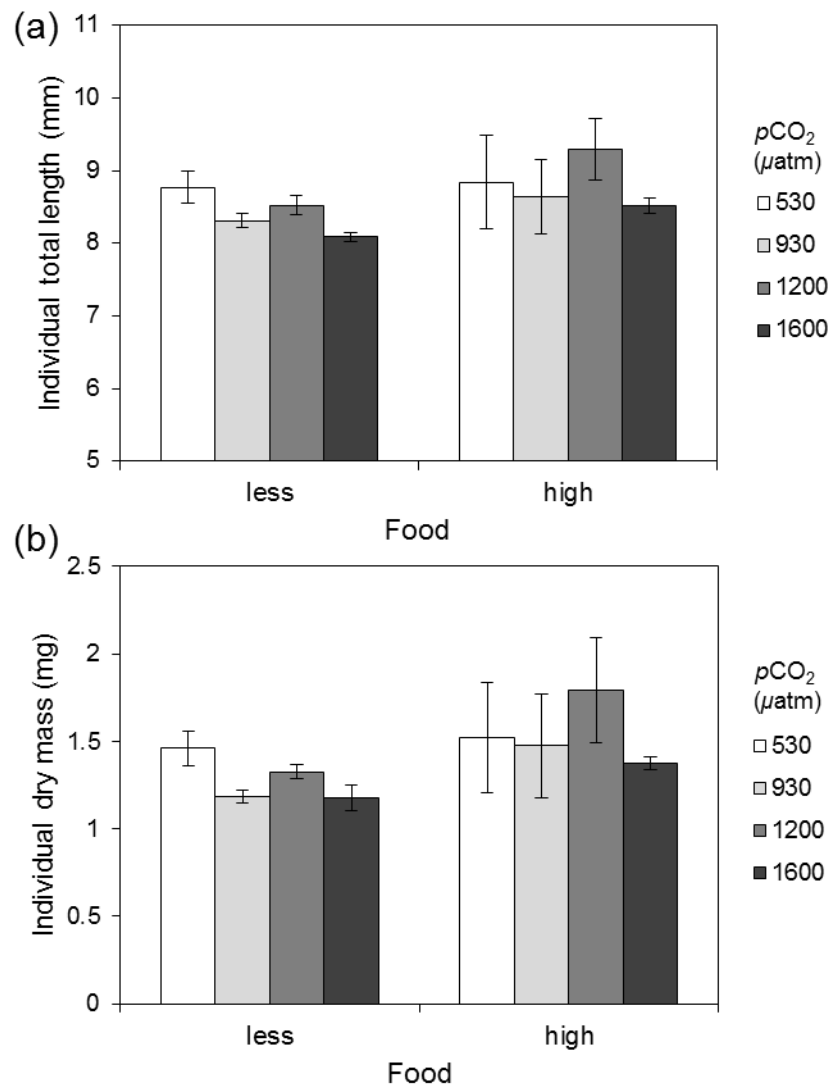 (a)
Individual total length (mm)
11
10
9
8
7
6
5
less
high
Food
pCO₂
(µatm)
530
930
1200
1600
(b)
Individual dry mass (mg)
2.5
2
1.5
1
0.5
0
less
high
Food
pCO₂
(µatm)
530
930
1200
1600